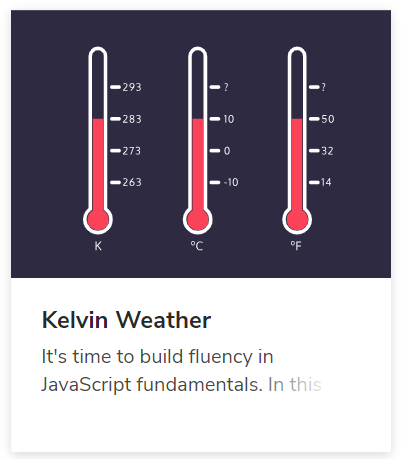 293 ? ?
283 10 50
273 0 32
263 -10 14
K °C °F
Kelvin Weather
It's time to build fluency in
JavaScript fundamentals. In this